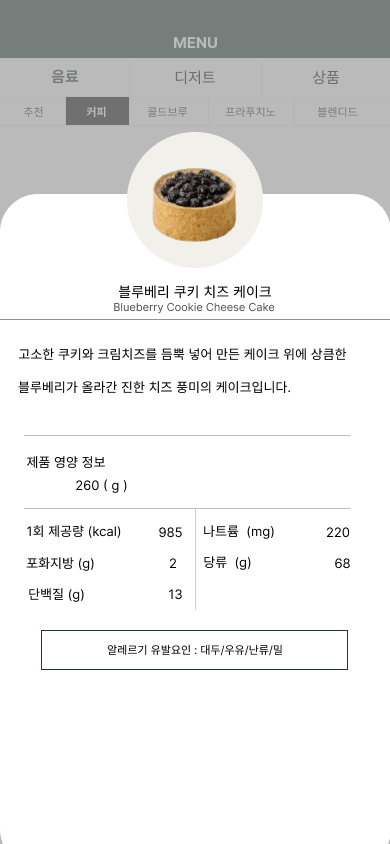 MENU
음료 디저트 상품
추천 커피 콜드브루 프라푸치노 블렌디드
블루베리 쿠키 치즈 케이크
Blueberry Cookie Cheese Cake
고소한 쿠키와 크림치즈를 듬뿍 넣어 만든 케이크 위에 상큼한
블루베리가 올라간 진한 치즈 풍미의 케이크입니다.
제품 영양 정보
260 ( g )
1회 제공량 (kcal) 985 나트륨 (mg) 220
포화지방 (g) 2 당류 (g) 68
단백질 (g) 13
알레르기 유발요인 : 대두/우유/난류/밀